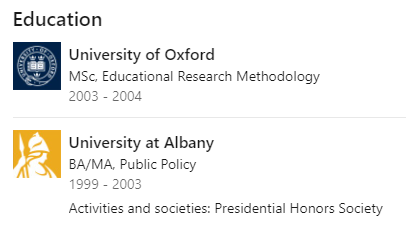 Education
University of Oxford
MSc, Educational Research Methodology
2003 - 2004
University at Albany
BA/MA, Public Policy
1999 - 2003
Activities and societies: Presidential Honors Society